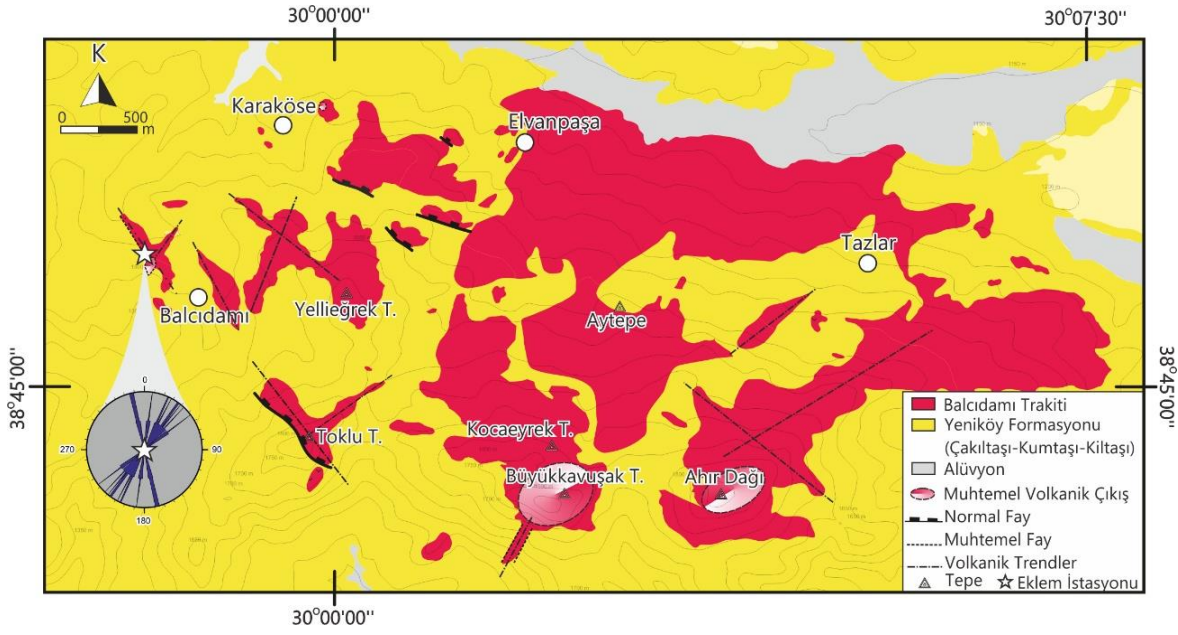 30°00'00''
30°07'30''
K
0 500
m
Karaköse
Elvanpaşa
Tazlar
Balcıdamı
Yellieğrek T.
Aytepe
38°45'00''
38°45'00''
0
270
90
180
Toklu T.
Kocaeyrek T.
Büyükkavuşak T.
Ahır Dağı
Balcıdamı Trakiti
Yeniköy Formasyonu
(Çakıltaşı-Kumtaşı-Kiltaşı)
Alüvyon
Muhtemel Volkanik Çıkış
Normal Fay
Muhtemel Fay
Volkanik Trendler
Tepe Eklem İstasyonu
30°00'00''